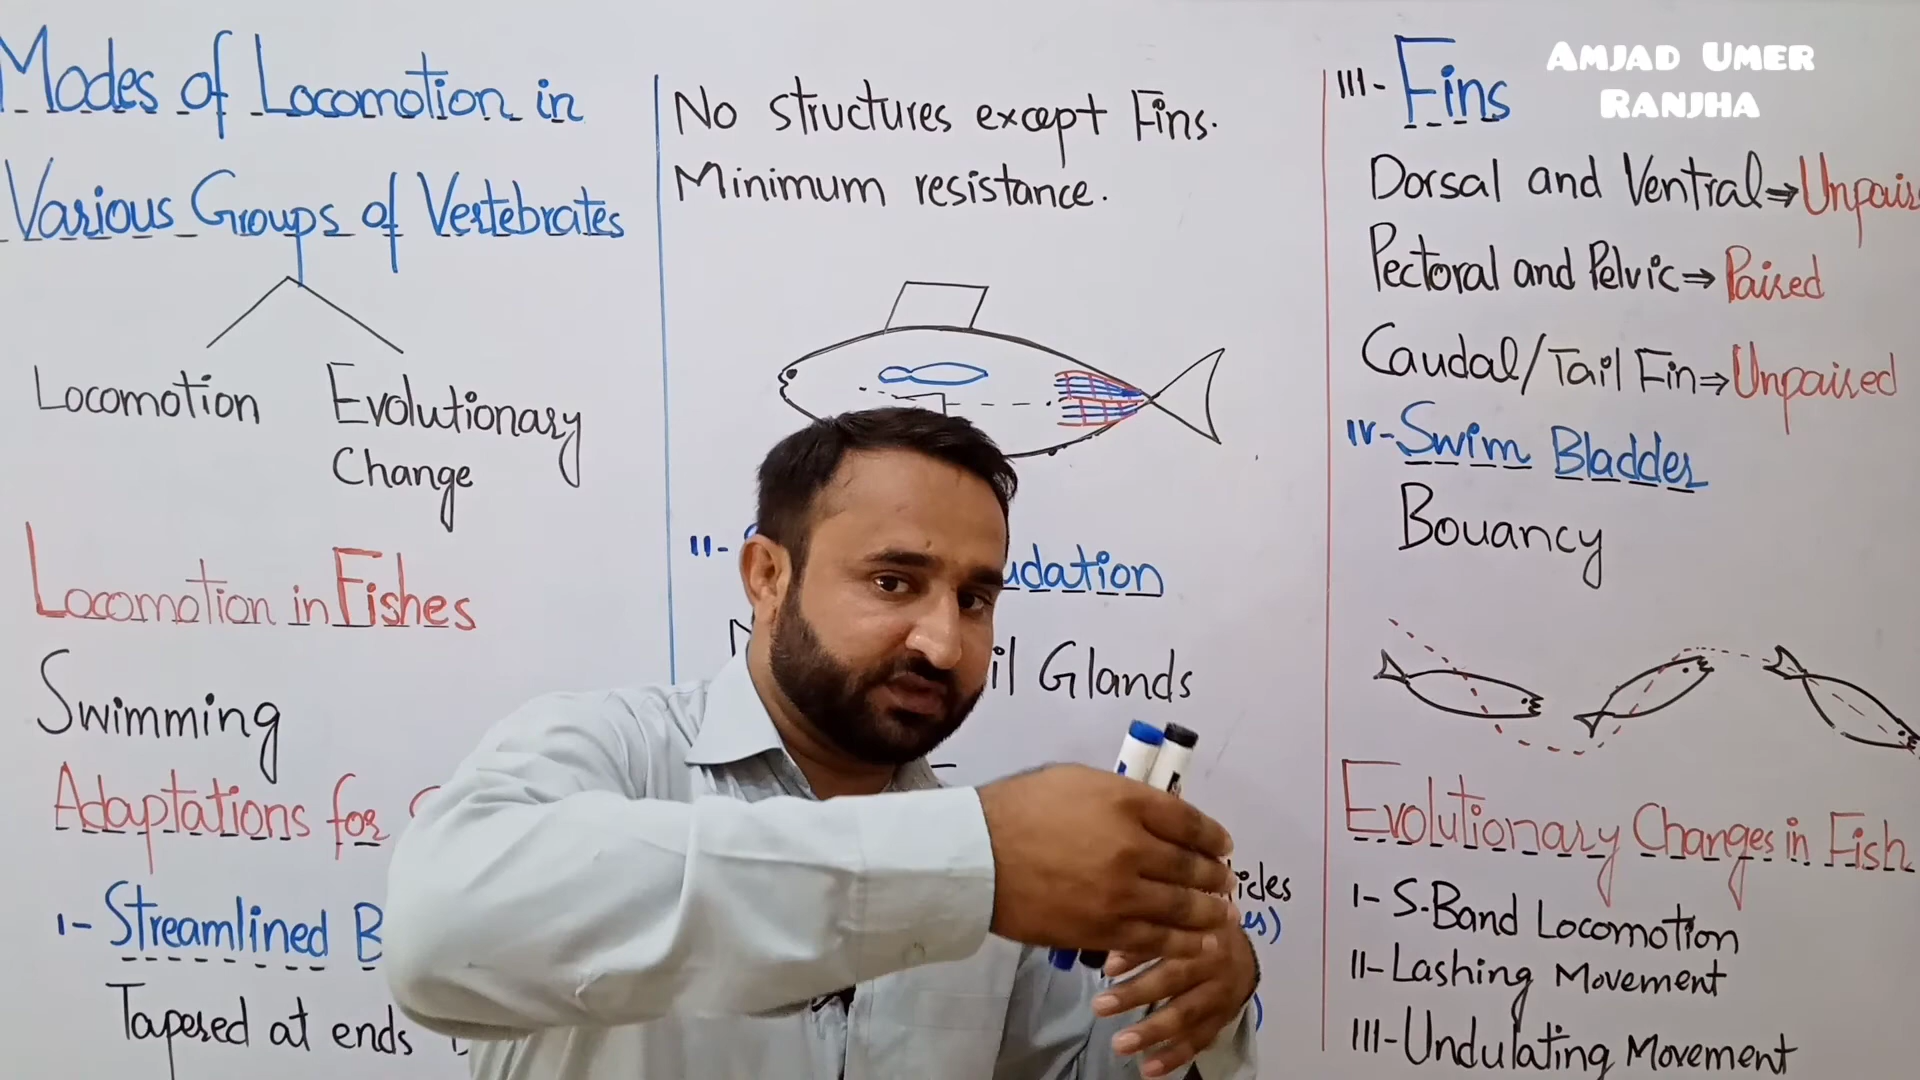 Modes of Locomotion in
Various Groups of Vertebrates
Locomotion
Evolutionary
Change
Locomotion in Fishes
Swimming
Adaptations for
I- Streamlined B
Tapered at ends
No structures except Fins.
Minimum resistance.
II-
udation
il Glands
icles
es)
III- Fins
AMJAD UMER
RANJHA
Dorsal and Ventral⇒Unpair
Pectoral and Pelvic⇒Paired
Caudal/Tail Fin⇒Unpaired
IV- Swim Bladder
Bouancy
Evolutionary Changes in Fish
I- S.Band Locomotion
II- Lashing Movement
III- Undulating Movement